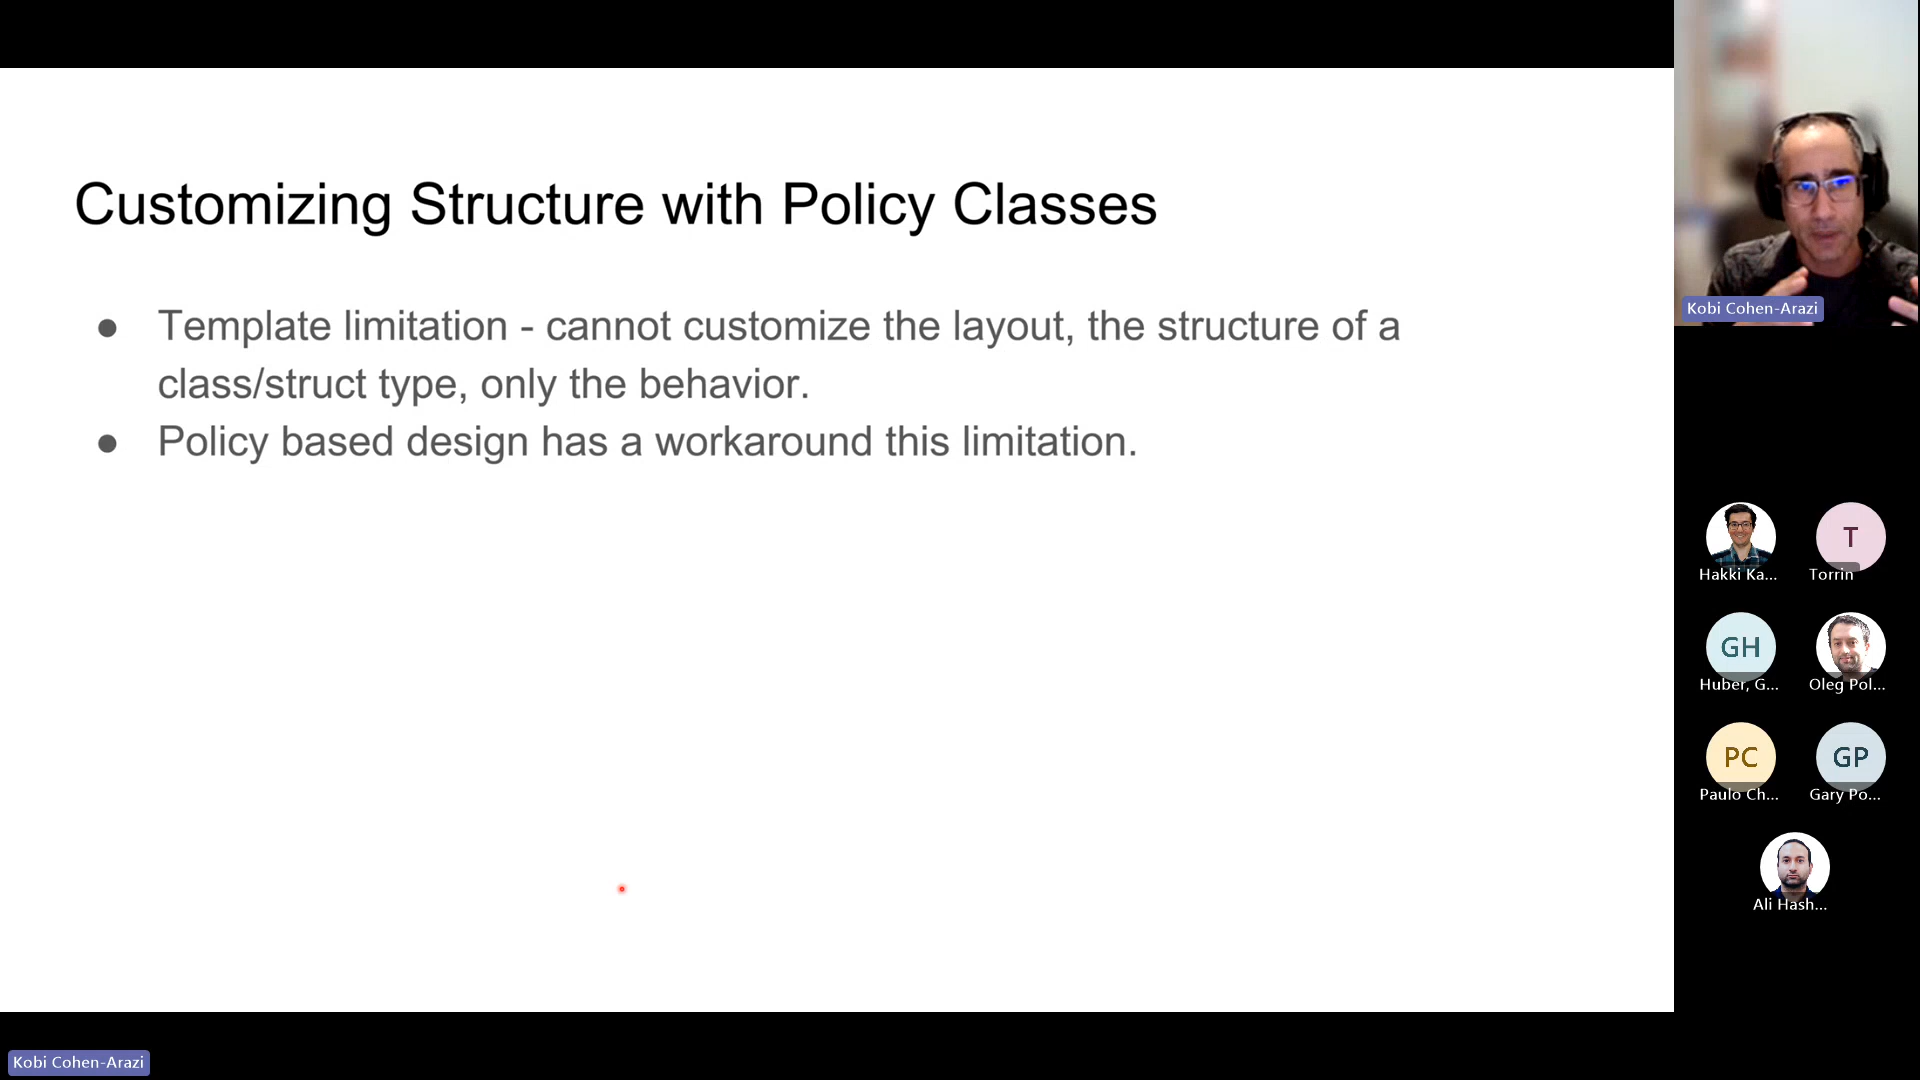 Customizing Structure with Policy Classes
● Template limitation - cannot customize the layout, the structure of a
class/struct type, only the behavior.
● Policy based design has a workaround this limitation.
Kobi Cohen-Arazi
Hakki Ka...
T
Torrin
GH
Huber, G...
Oleg Pol...
PC
Paulo Ch...
GP
Gary Po...
Ali Hash...
Kobi Cohen-Arazi